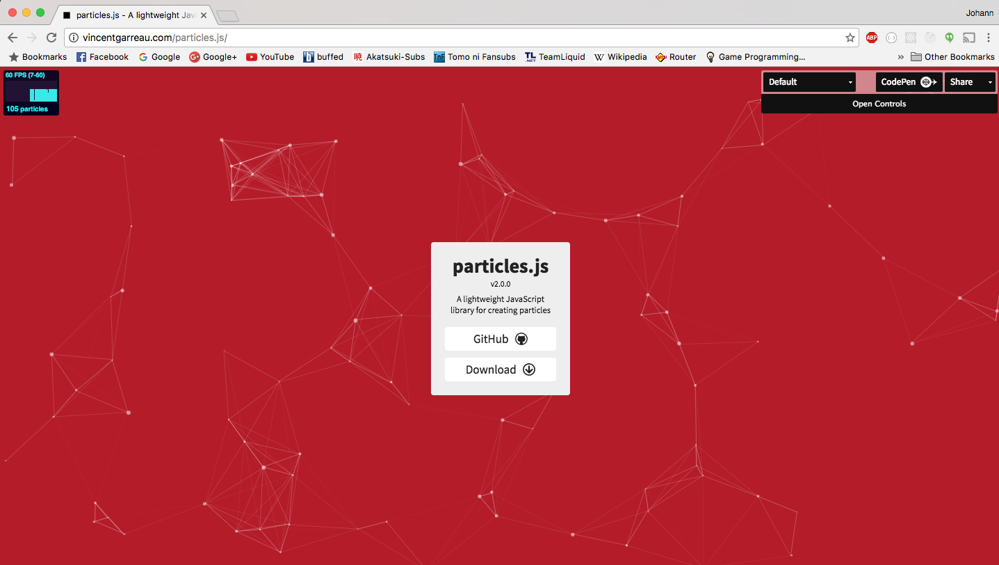 particles.js - A lightweight Jav
Johann
vincentgarreau.com/particles.js/
ABP
Bookmarks
Facebook
Google
Google+
YouTube
buffed
Akatsuki-Subs
Tomo ni Fansubs
TeamLiquid
Wikipedia
Router
Game Programming...
»
Other Bookmarks
60 FPS (7-60)
105 particles
Default
CodePen
Share
Open Controls
particles.js
v2.0.0
A lightweight JavaScript
library for creating particles
GitHub
Download